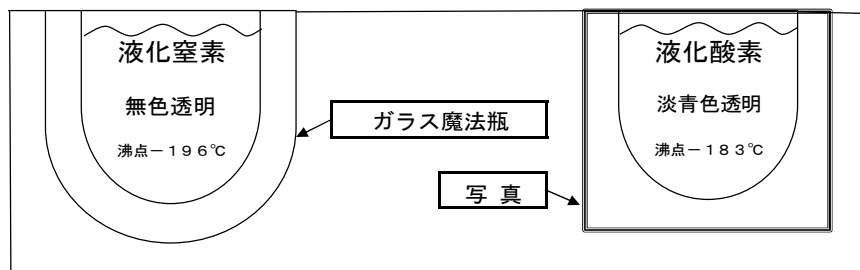 液化窒素
無色透明
沸点－１９６℃
ガラス魔法瓶
液化酸素
淡青色透明
沸点－１８３℃
写 真